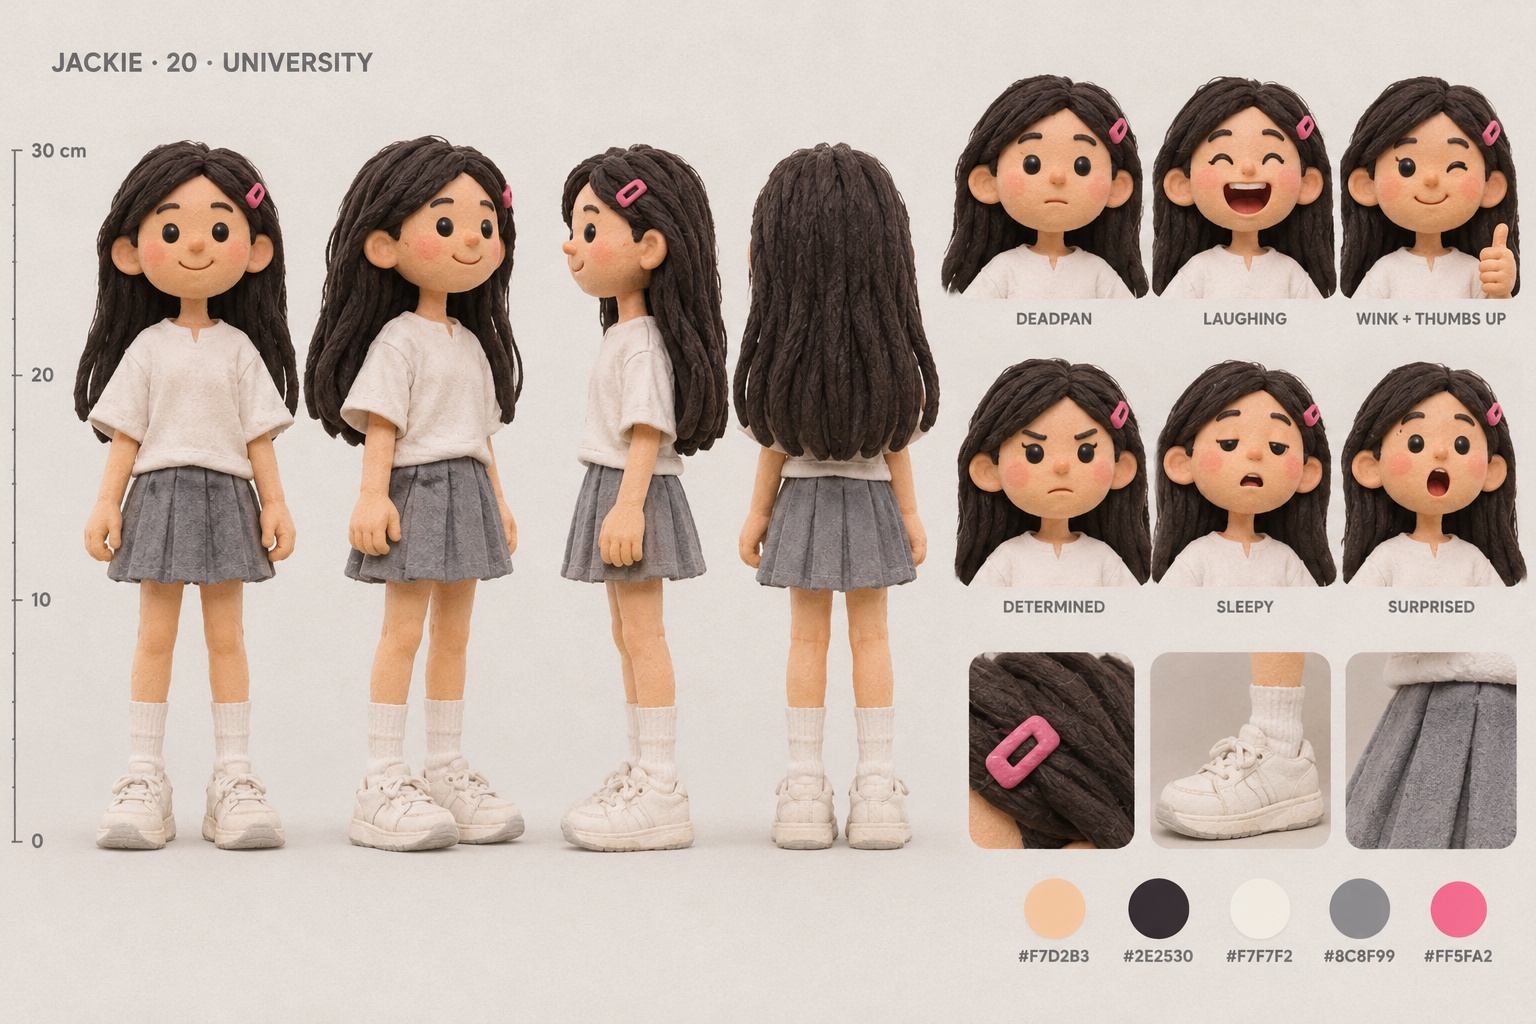 JACKIE · 20 · UNIVERSITY
30 cm
20
10
0
DEADPAN
LAUGHING
WINK + THUMBS UP
DETERMINED
SLEEPY
SURPRISED
#F7D2B3
#2E2530
#F7F7F2
#8C8F99
#FF5FA2